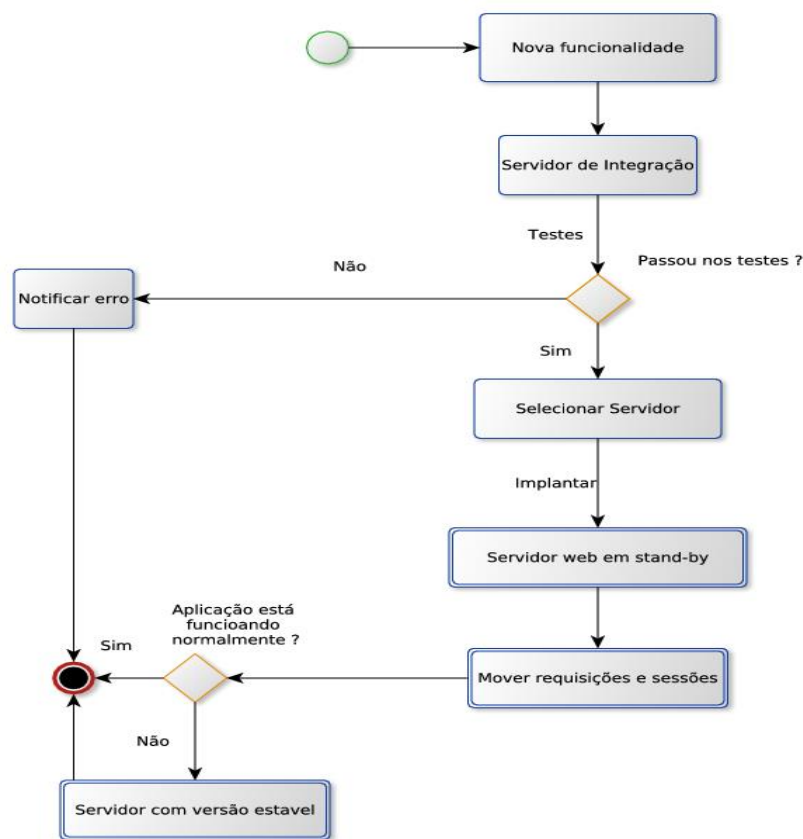 Nova funcionalidade
Servidor de Integração
Testes
Passou nos testes ?
Não
Notificar erro
Sim
Selecionar Servidor
Implantar
Servidor web em stand-by
Aplicação está
funcioando
normalmente ?
Sim
Mover requisições e sessões
Não
Servidor com versão estavel